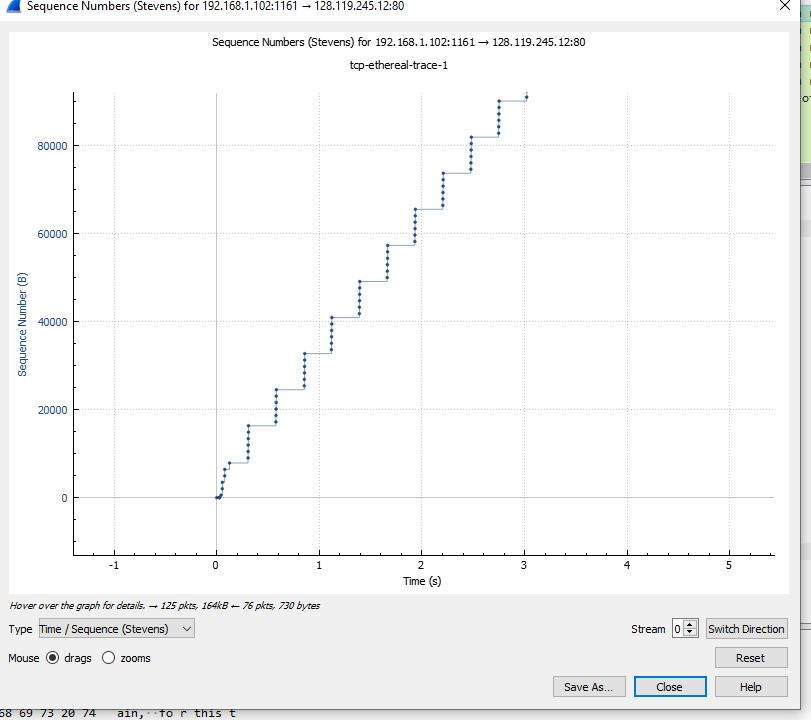 Sequence Numbers (Stevens) for 192.168.1.102:1161 → 128.119.245.12:80
Sequence Numbers (Stevens) for 192.168.1.102:1161 → 128.119.245.12:80
tcp-ethereal-trace-1
80000
60000
40000
20000
0
Sequence Number (B)
-1 0 1 2 3 4 5
Time (s)
Hover over the graph for details. → 125 pkts, 164kB ← 76 pkts, 730 bytes
Type Time / Sequence (Stevens) Stream 0 Switch Direction
Mouse drags zooms Reset
Save As... Close Help
68 69 73 20 74 ain,··fo r this t